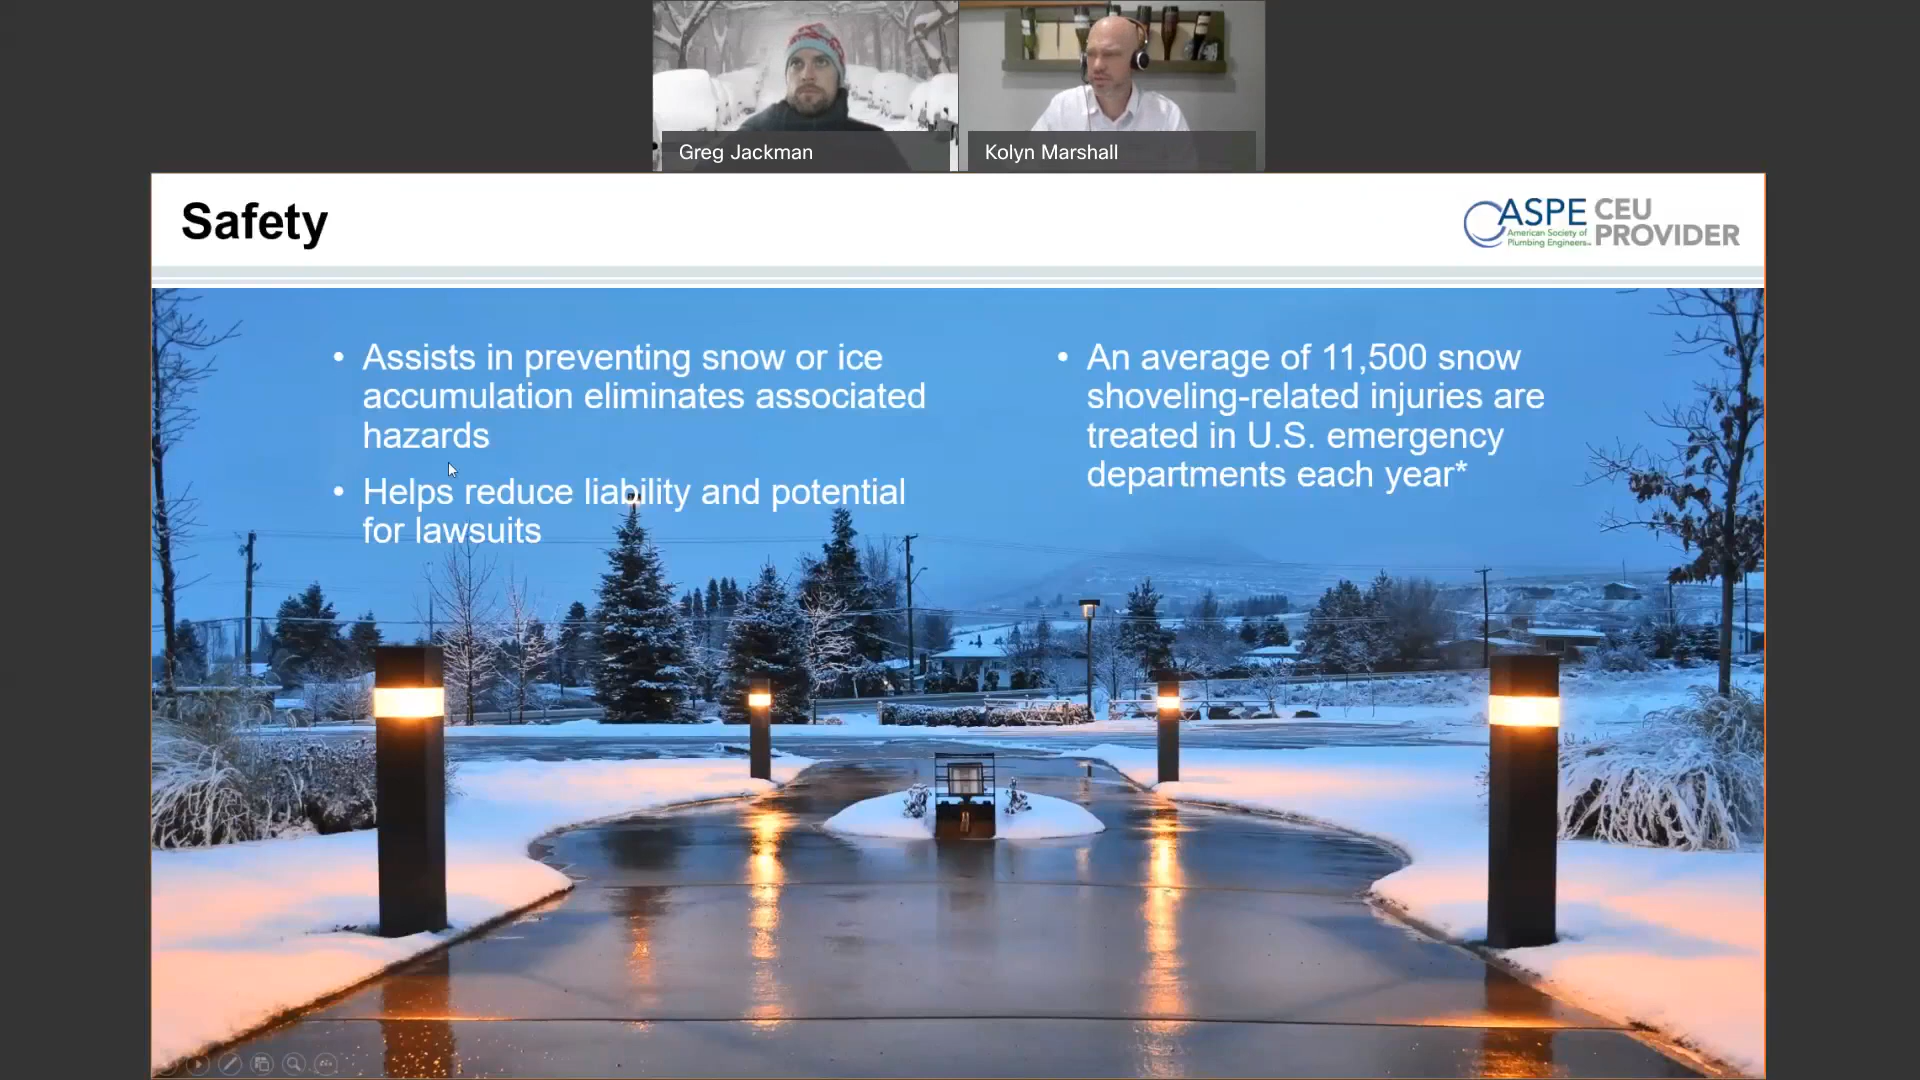 Greg Jackman
Kolyn Marshall
Safety
ASPE CEU
American Society of
Plumbing Engineers
PROVIDER
• Assists in preventing snow or ice
accumulation eliminates associated
hazards
• Helps reduce liability and potential
for lawsuits
• An average of 11,500 snow
shoveling-related injuries are
treated in U.S. emergency
departments each year*